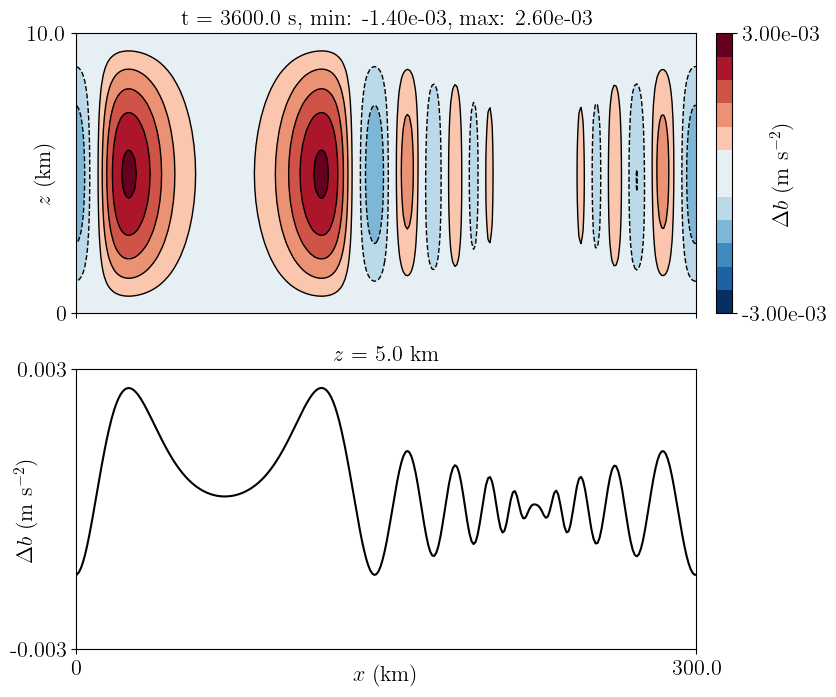 t = 3600.0 s, min: -1.40e-03, max: 2.60e-03
10.0
z (km)
0
3.00e-03
Δb (m s⁻²)
-3.00e-03
z = 5.0 km
0.003
Δb (m s⁻²)
-0.003
0
x (km)
300.0